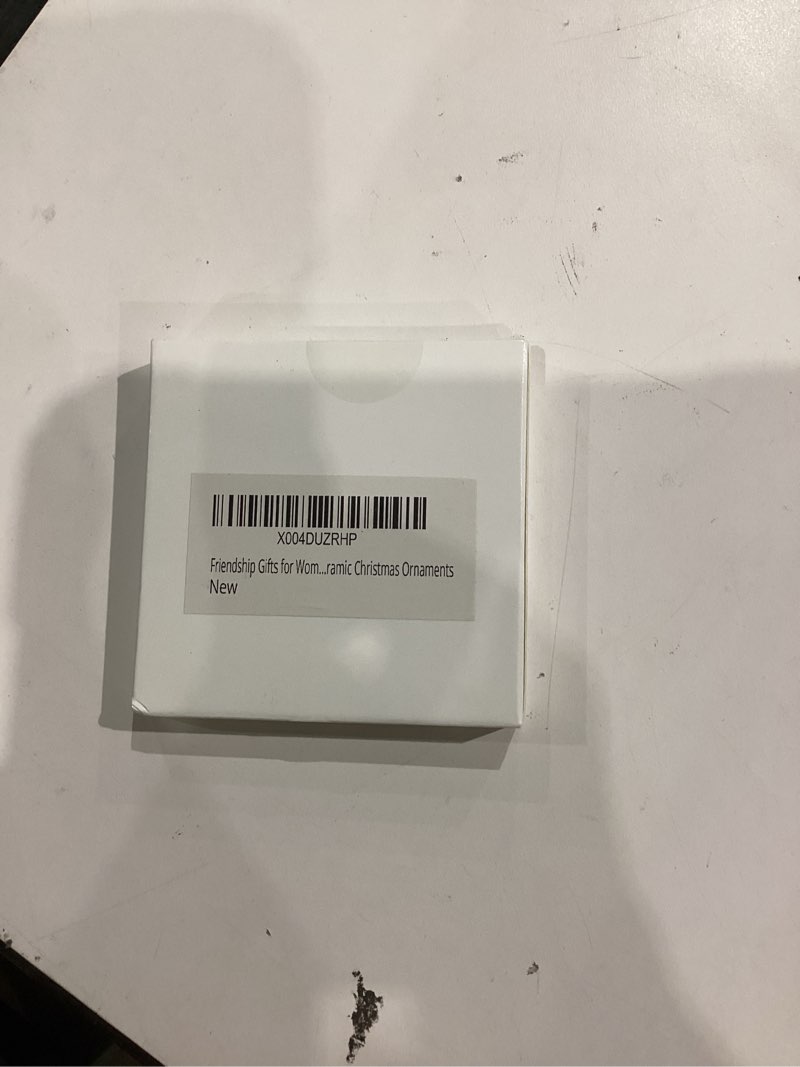 X004DUZRHP
Friendship Gifts for Wom...ramic Christmas Ornaments
New